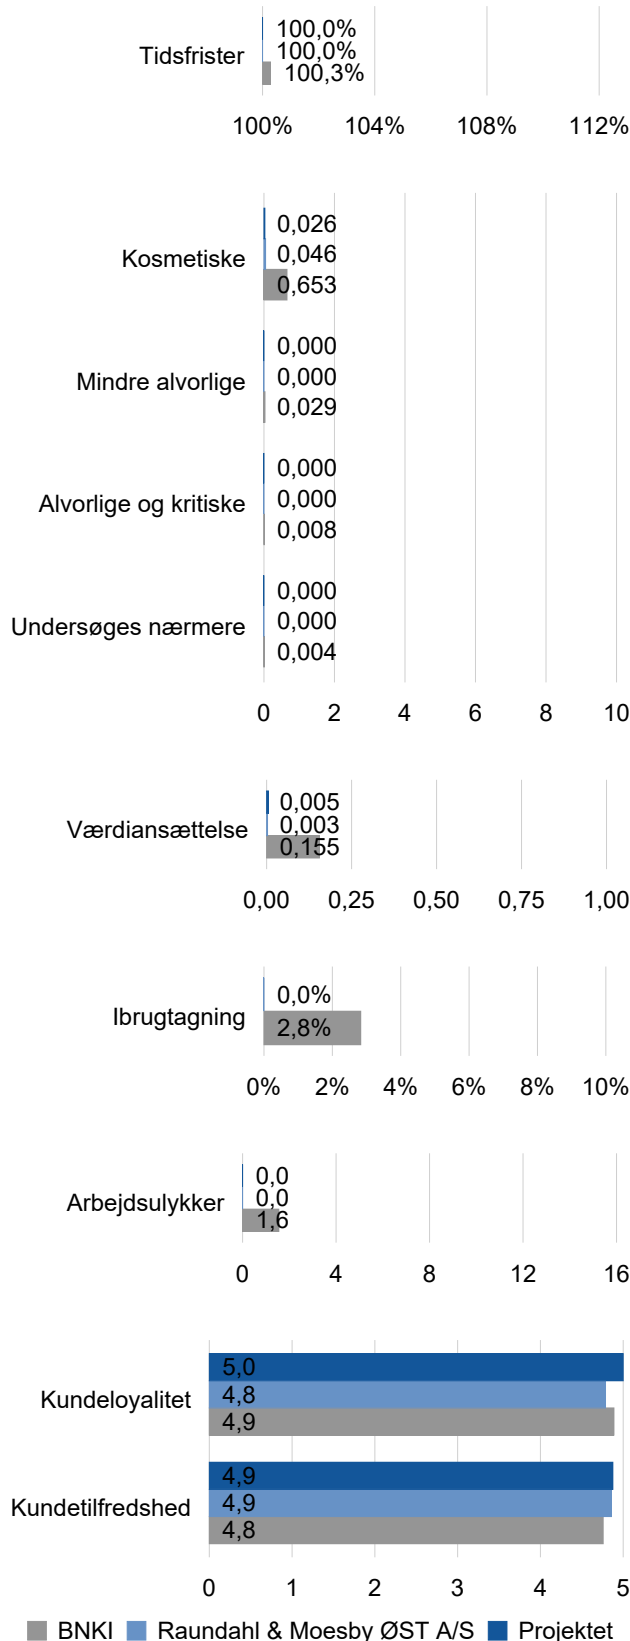 Tidsfrister
100,0%
100,0%
100,3%
100% 104% 108% 112%
Kosmetiske
0,026
0,046
0,653
Mindre alvorlige
0,000
0,000
0,029
Alvorlige og kritiske
0,000
0,000
0,008
Undersøges nærmere
0,000
0,000
0,004
0 2 4 6 8 10
Værdiansættelse
0,005
0,003
0,155
0,00 0,25 0,50 0,75 1,00
Ibrugtagning
0,0%
2,8%
0% 2% 4% 6% 8% 10%
Arbejdsulykker
0,0
0,0
1,6
0 4 8 12 16
Kundeloyalitet
5,0
4,8
4,9
Kundetilfredshed
4,9
4,9
4,8
0 1 2 3 4 5
BNKI Raundahl & Moesby ØST A/S Projektet